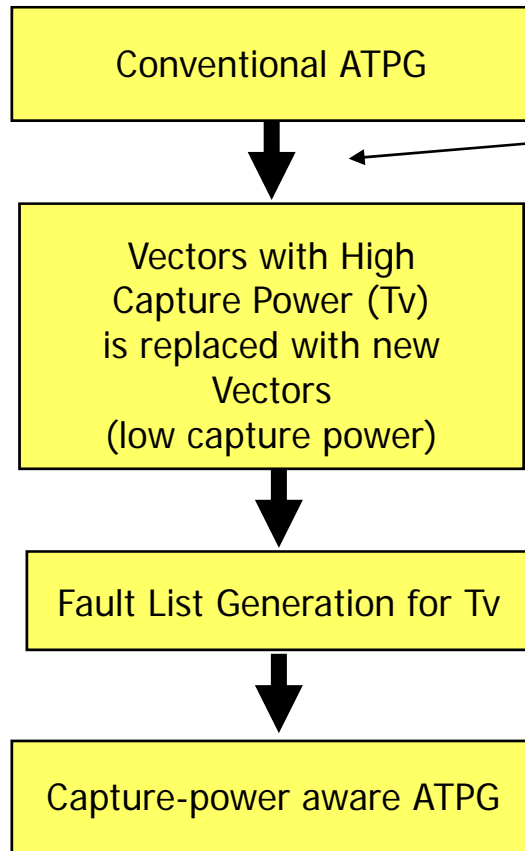 Conventional ATPG
Vectors with High
Capture Power (Tv)
is replaced with new
Vectors
(low capture power)
Fault List Generation for Tv
Capture-power aware ATPG